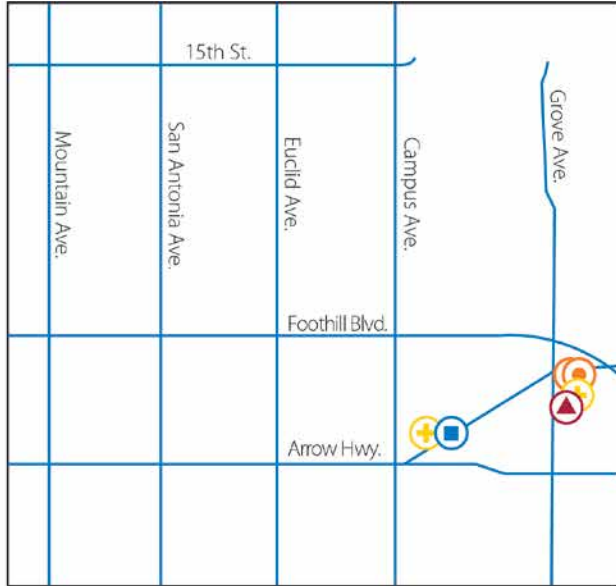 15th St.
Mountain Ave.
San Antonia Ave.
Euclid Ave.
Campus Ave.
Grove Ave.
Foothill Blvd.
Arrow Hwy.